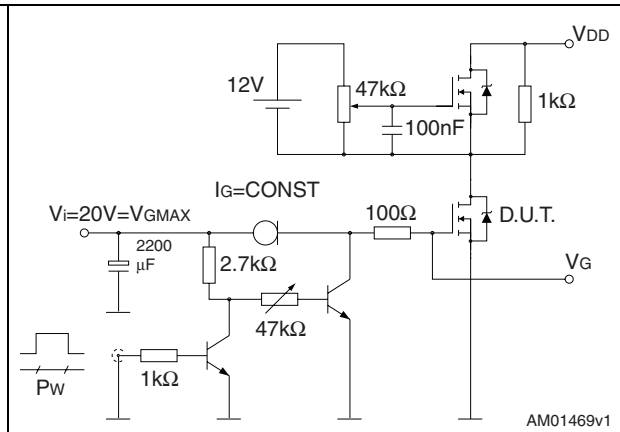 VDD
12V
47kΩ
1kΩ
100nF
IG=CONST
Vi=20V=VGMAX
100Ω
D.U.T.
2200
μF
2.7kΩ
VG
47kΩ
1kΩ
PW
AM01469v1